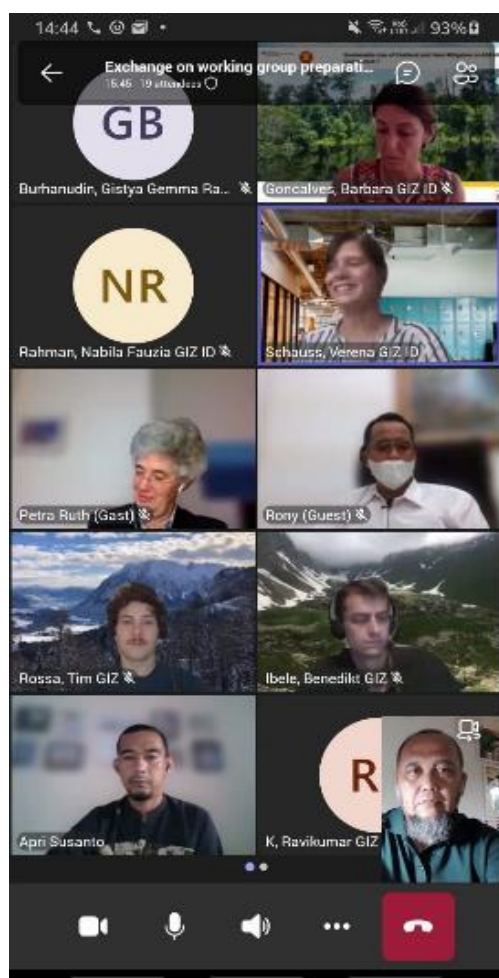 14:44 93%
Exchange on working group preparati...
15:45 19 attendees
GB
Burhanudin, Gistya Gemma Ra...
Goncalves, Barbara GIZ ID
NR
Rahman, Nabila Fauzia GIZ ID
Schauss, Verena GIZ ID
Petra Ruth (Gast)
Rony (Guest)
Rossa, Tim GIZ
Ibele, Benedikt GIZ
Apri Susanto
R
K, Ravikumar GIZ